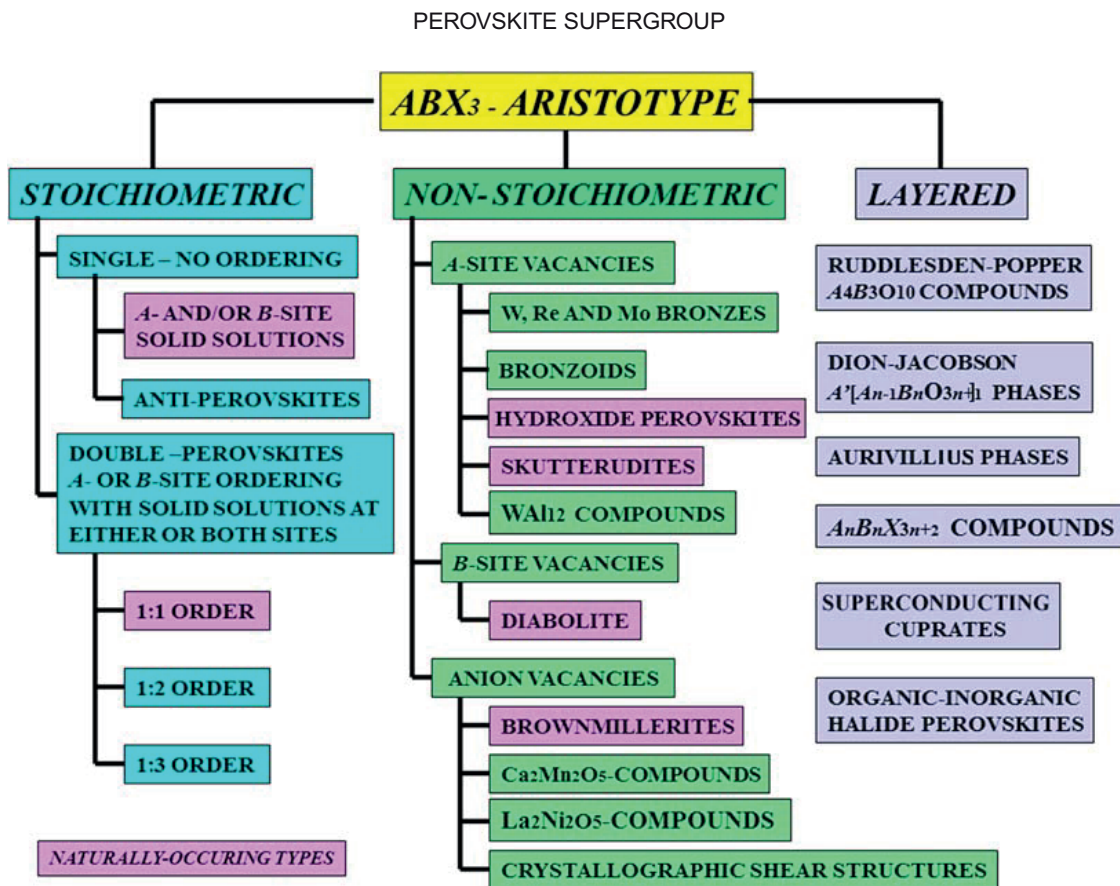 PEROVSKITE SUPERGROUP
ABX3 - ARISTOTYPE
STOICHIOMETRIC
SINGLE – NO ORDERING
A- AND/OR B-SITE
SOLID SOLUTIONS
ANTI-PEROVSKITES
DOUBLE –PEROVSKITES
A- OR B-SITE ORDERING
WITH SOLID SOLUTIONS AT
EITHER OR BOTH SITES
1:1 ORDER
1:2 ORDER
1:3 ORDER
NATURALLY-OCCURING TYPES
NON- STOICHIOMETRIC
A-SITE VACANCIES
W, Re AND Mo BRONZES
BRONZOIDS
HYDROXIDE PEROVSKITES
SKUTTERUDITES
WAl12 COMPOUNDS
B-SITE VACANCIES
DIABOLITE
ANION VACANCIES
BROWNMILLERITES
Ca2Mn2O5-COMPOUNDS
La2Ni2O5-COMPOUNDS
CRYSTALLOGRAPHIC SHEAR STRUCTURES
LAYERED
RUDDLESDEN-POPPER
A4B3O10 COMPOUNDS
DION-JACOBSON
A'[An-1BnO3n+]1 PHASES
AURIVILLIUS PHASES
AnBnX3n+2 COMPOUNDS
SUPERCONDUCTING
CUPRATES
ORGANIC-INORGANIC
HALIDE PEROVSKITES